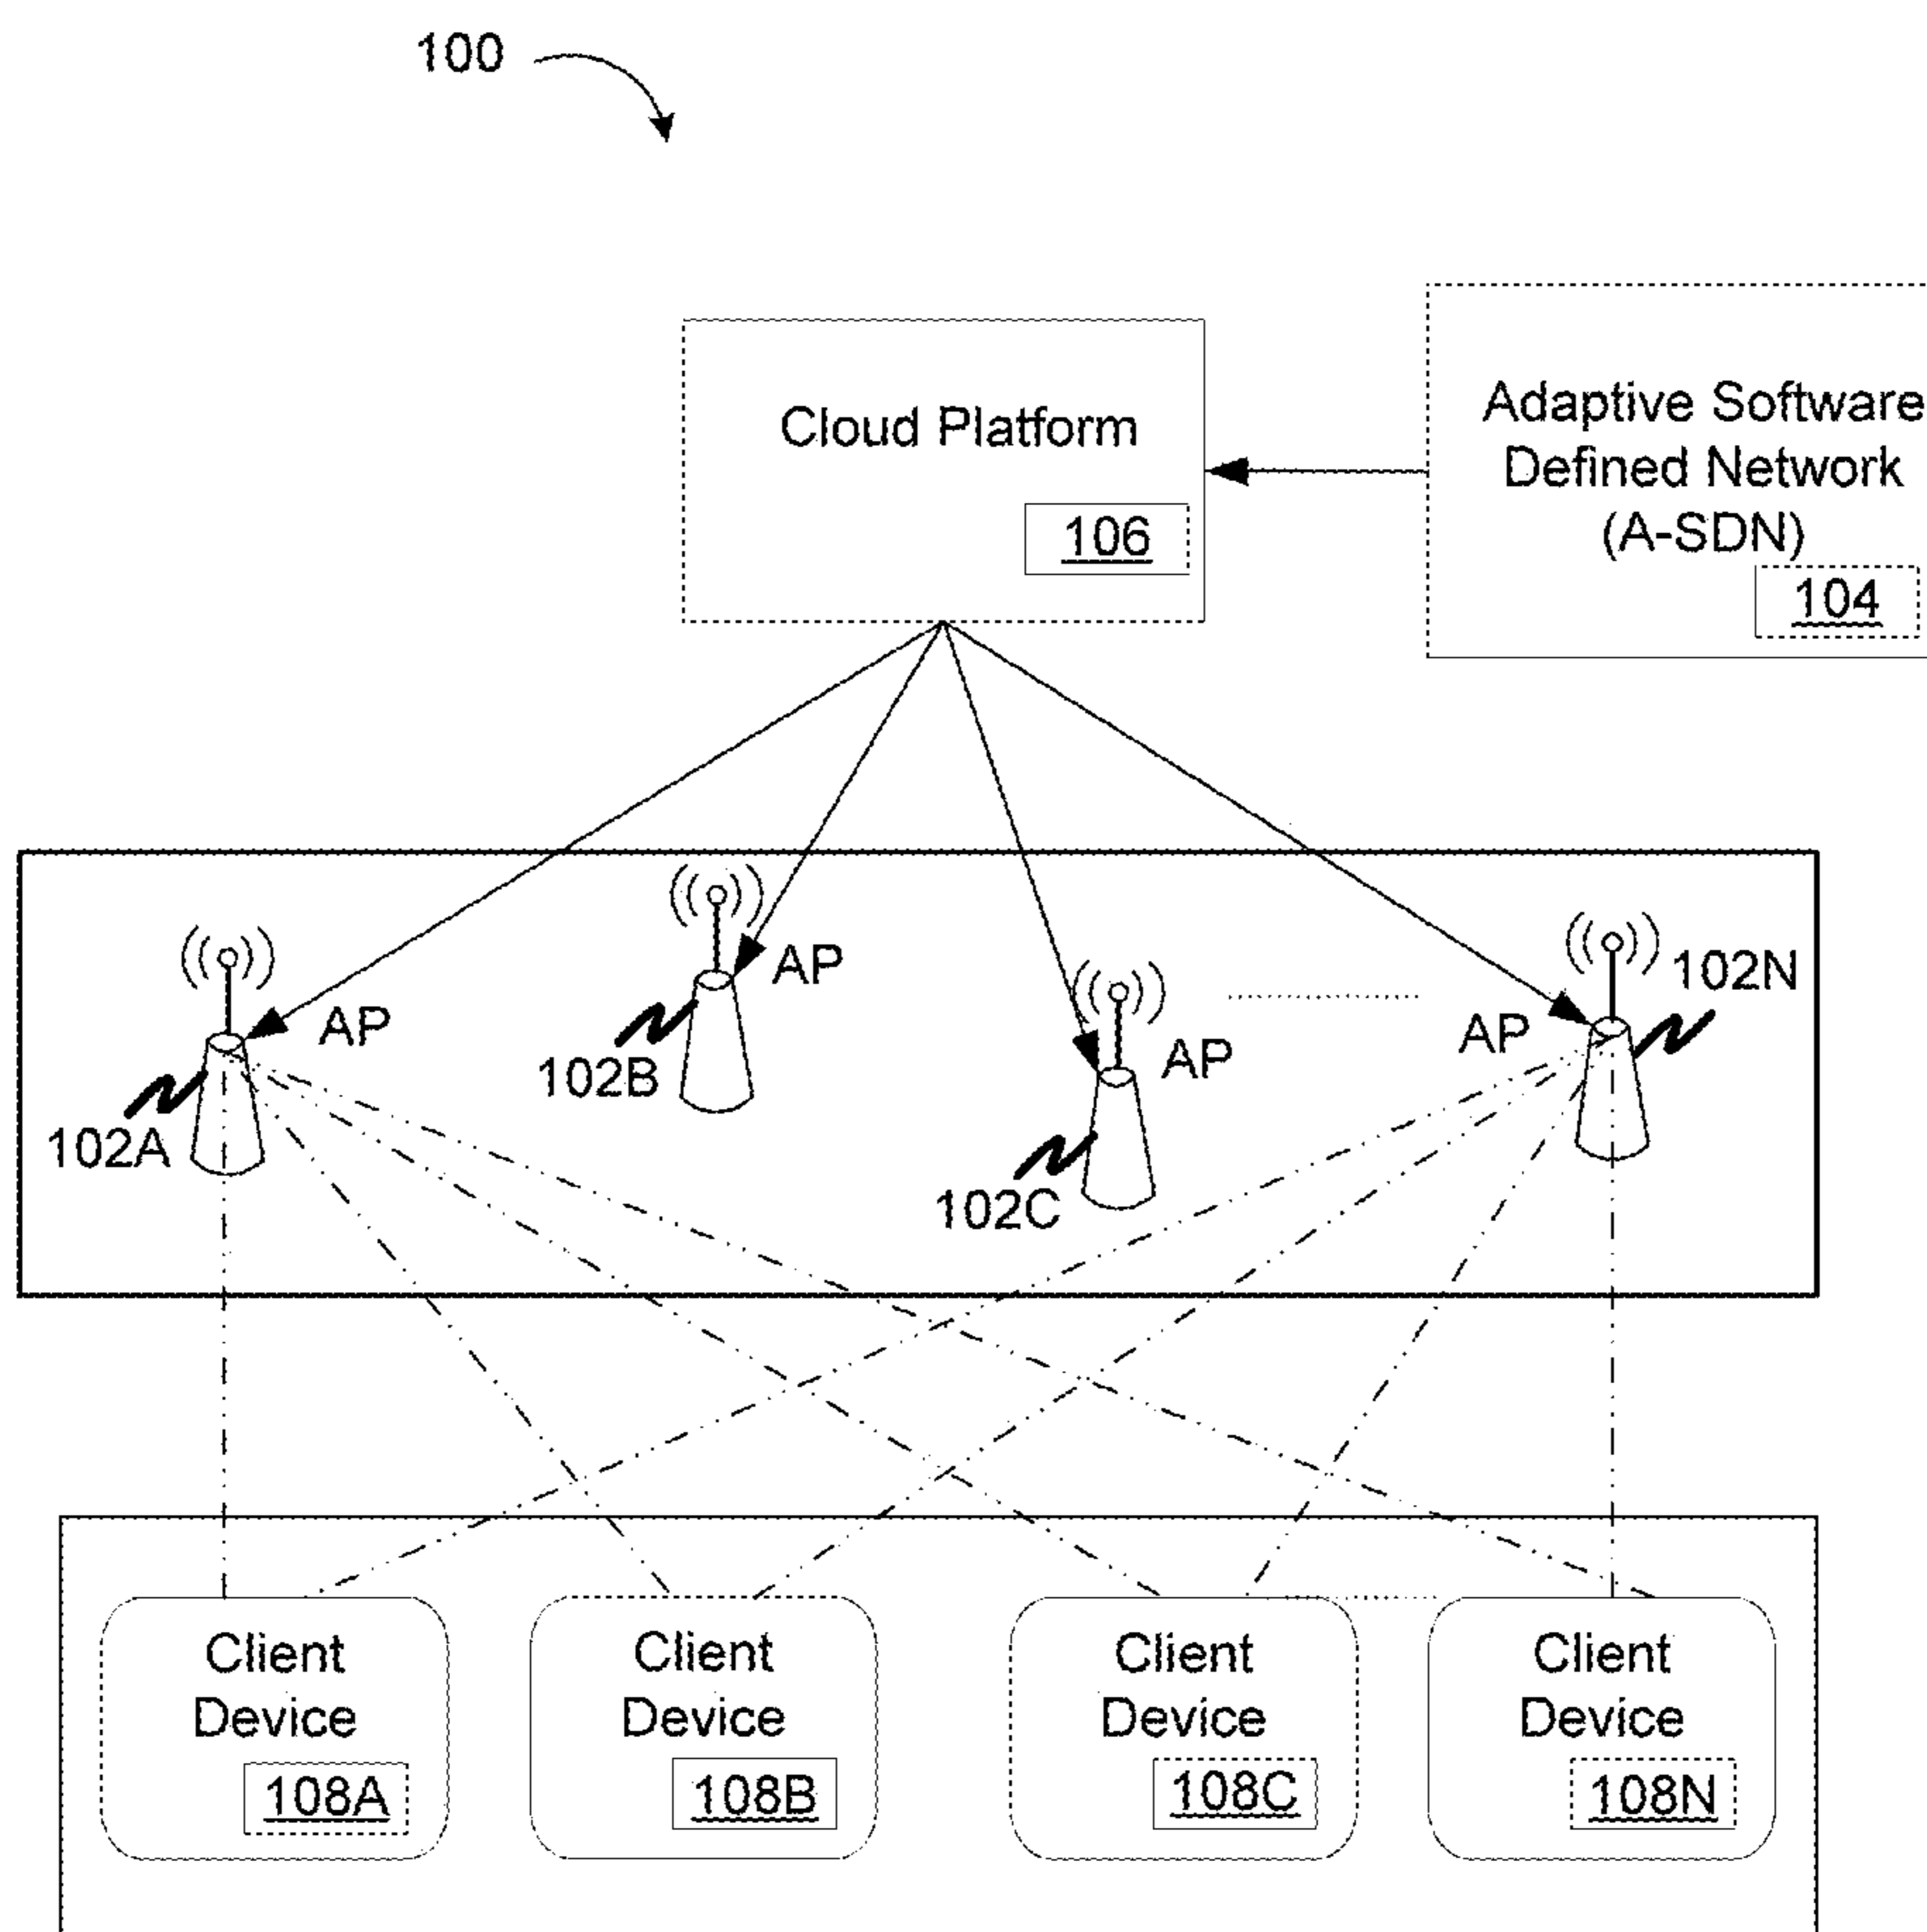 100
Cloud Platform
106
Adaptive Software
Defined Network
(A-SDN)
104
AP
102A
AP
102B
AP
102C
AP
102N
Client
Device
108A
Client
Device
108B
Client
Device
108C
Client
Device
108N